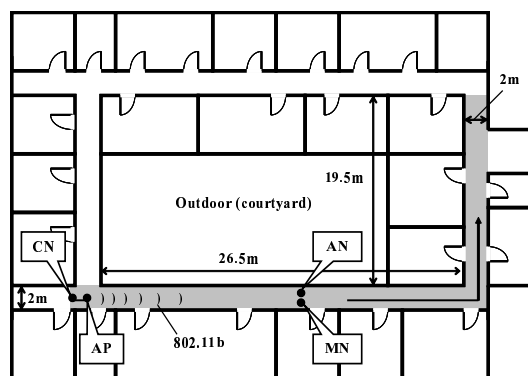 2m
19.5m
Outdoor (courtyard)
CN
AN
26.5m
2m
AP
802.11b
MN